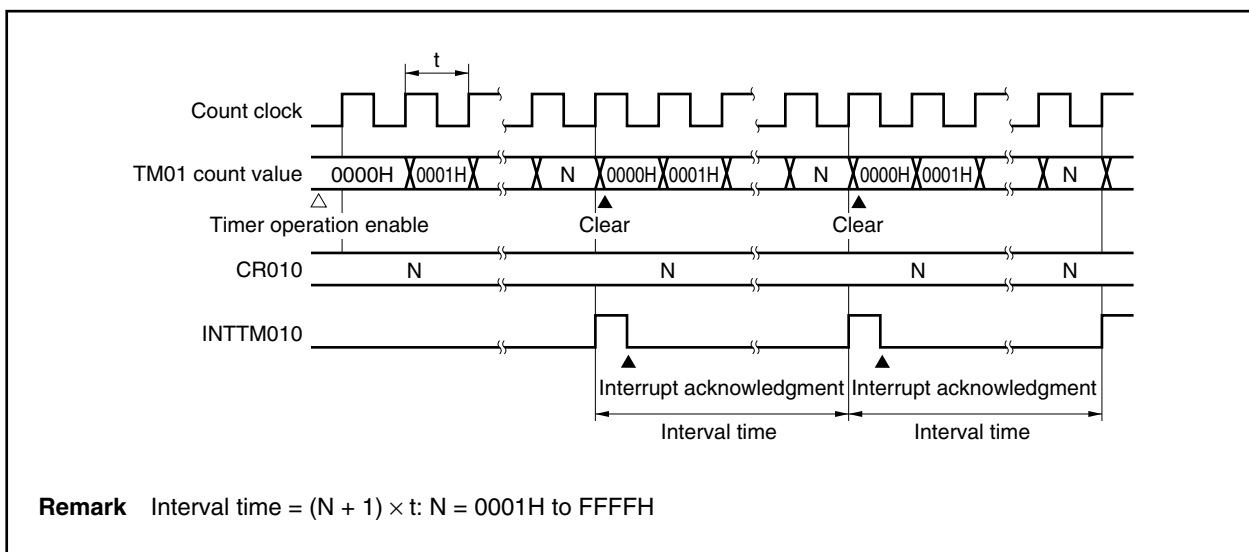 t
Count clock
TM01 count value 0000H 0001H N 0000H 0001H N 0000H 0001H N
Timer operation enable Clear Clear
CR010 N N N N
INTTM010
Interrupt acknowledgment Interrupt acknowledgment
Interval time Interval time
Remark Interval time = (N + 1) × t: N = 0001H to FFFFH